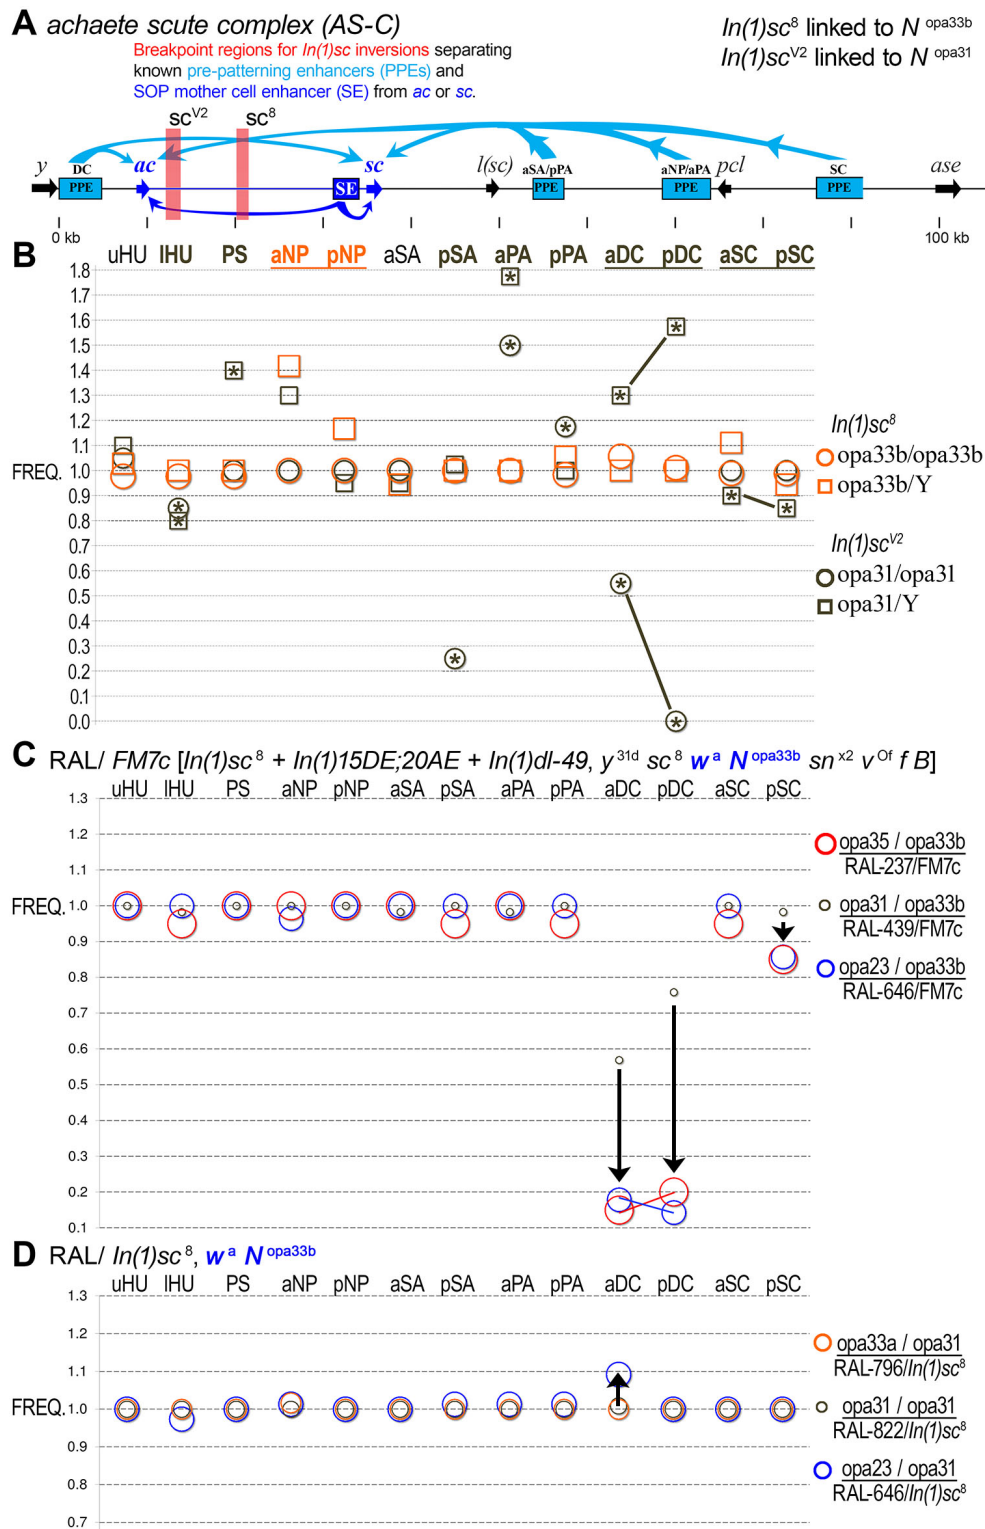 A achaete scute complex (AS-C)
In(1)sc8 linked to N opa33b
In(1)scV2 linked to N opa31
Breakpoint regions for In(1)sc inversions separating
known pre-patterning enhancers (PPEs) and
SOP mother cell enhancer (SE) from ac or sc.
scV2 sc8
y DC ac sc l(sc) aSA/pPA aNP/aPA pcl SC ase
PPE SE PPE PPE PPE
0 kb 100 kb
B uHU lHU PS aNP pNP aSA pSA aPA pPA aDC pDC aSC pSC
1.8
1.7
1.6
1.5
1.4
1.3
1.2
1.1
FREQ. 1.0
0.9
0.8
0.7
0.6
0.5
0.4
0.3
0.2
0.1
0.0
In(1)sc8
opa33b/opa33b
opa33b/Y
In(1)scV2
opa31/opa31
opa31/Y
C RAL/ FM7c [In(1)sc8 + In(1)15DE;20AE + In(1)dl-49, y31d sc8 wa Nopa33b snx2 vOf f B]
uHU lHU PS aNP pNP aSA pSA aPA pPA aDC pDC aSC pSC
1.3
1.2
1.1
FREQ. 1.0
0.9
0.8
0.7
0.6
0.5
0.4
0.3
0.2
0.1
opa35 / opa33b
RAL-237/FM7c
opa31 / opa33b
RAL-439/FM7c
opa23 / opa33b
RAL-646/FM7c
D RAL/ In(1)sc8, wa Nopa33b
uHU lHU PS aNP pNP aSA pSA aPA pPA aDC pDC aSC pSC
1.3
1.2
1.1
FREQ. 1.0
0.9
0.8
0.7
opa33a / opa31
RAL-796/In(1)sc8
opa31 / opa31
RAL-822/In(1)sc8
opa23 / opa31
RAL-646/In(1)sc8